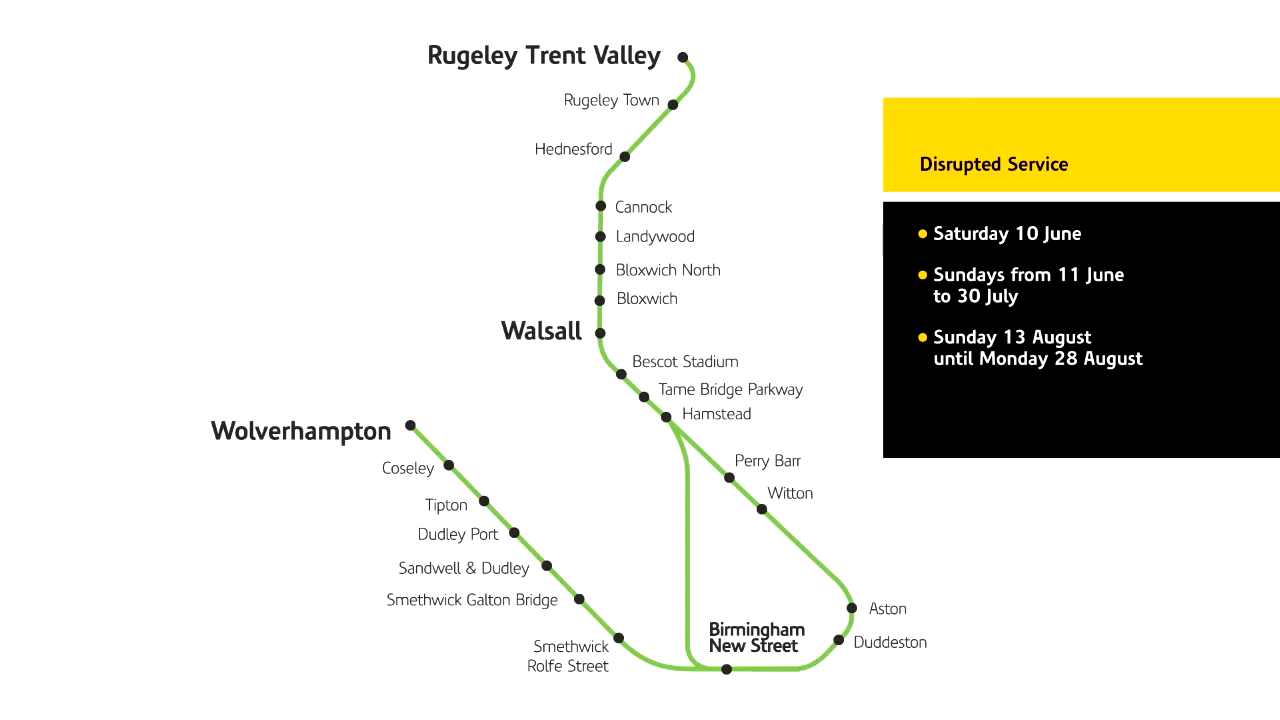 Rugeley Trent Valley
Rugeley Town
Hednesford
Cannock
Landywood
Bloxwich North
Bloxwich
Walsall
Bescot Stadium
Tame Bridge Parkway
Hamstead
Wolverhampton
Coseley
Tipton
Dudley Port
Sandwell & Dudley
Smethwick Galton Bridge
Smethwick
Rolfe Street
Perry Barr
Witton
Aston
Duddeston
Birmingham
New Street
Disrupted Service
Saturday 10 June
Sundays from 11 June
to 30 July
Sunday 13 August
until Monday 28 August